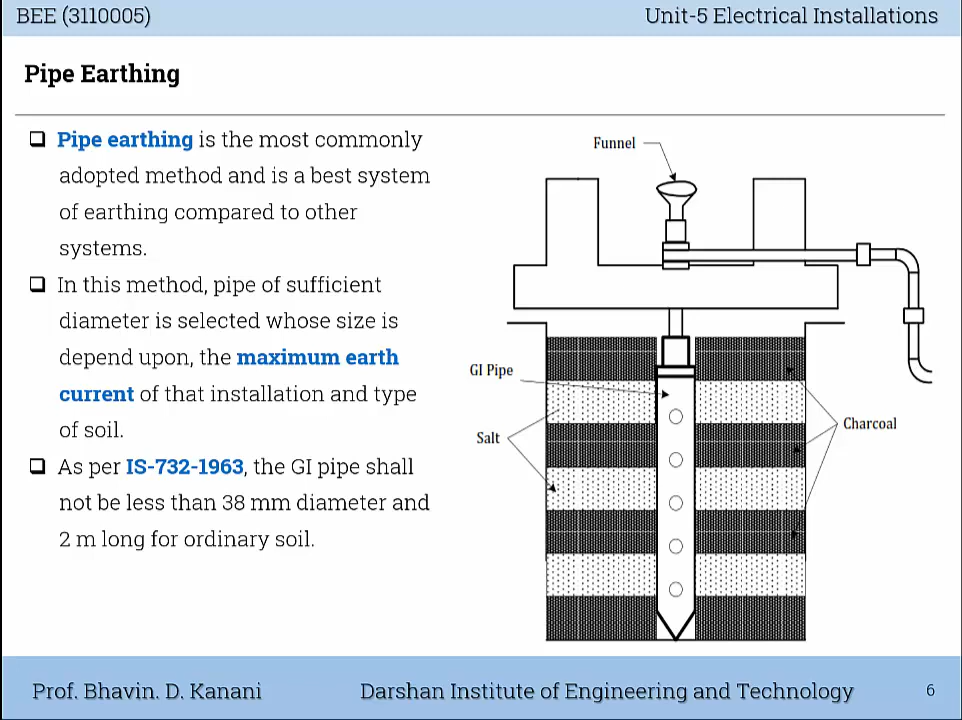 BEE (3110005)
Unit-5 Electrical Installations
Pipe Earthing
Pipe earthing is the most commonly
adopted method and is a best system
of earthing compared to other
systems.
In this method, pipe of sufficient
diameter is selected whose size is
depend upon, the maximum earth
current of that installation and type
of soil.
As per IS-732-1963, the GI pipe shall
not be less than 38 mm diameter and
2 m long for ordinary soil.
Funnel
GI Pipe
Salt
Charcoal
Prof. Bhavin. D. Kanani
Darshan Institute of Engineering and Technology
6